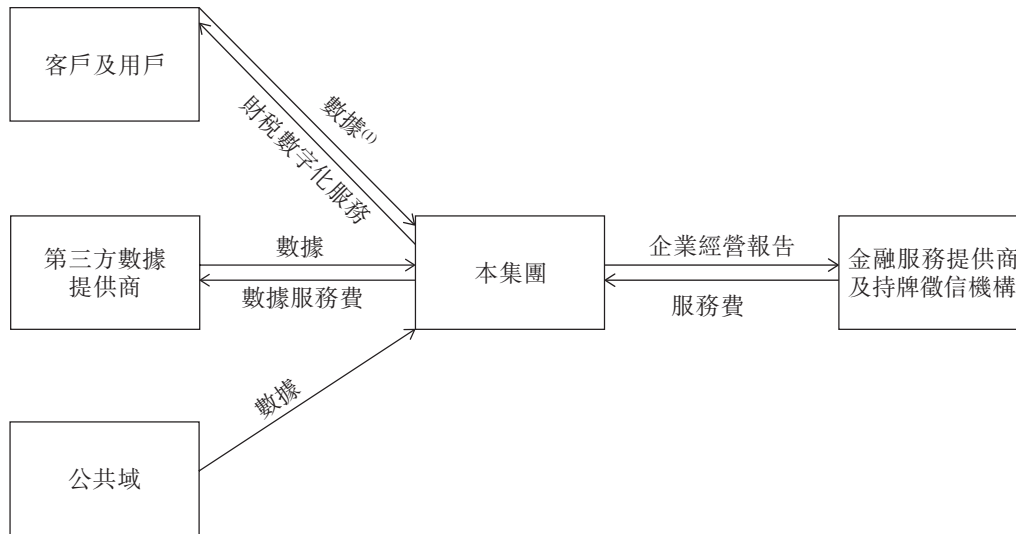 客戶及用戶
數據(1)
財稅數字化服務
第三方數據
提供商
數據
數據服務費
本集團
企業經營報告
服務費
金融服務提供商
及持牌徵信機構
數據
公共域